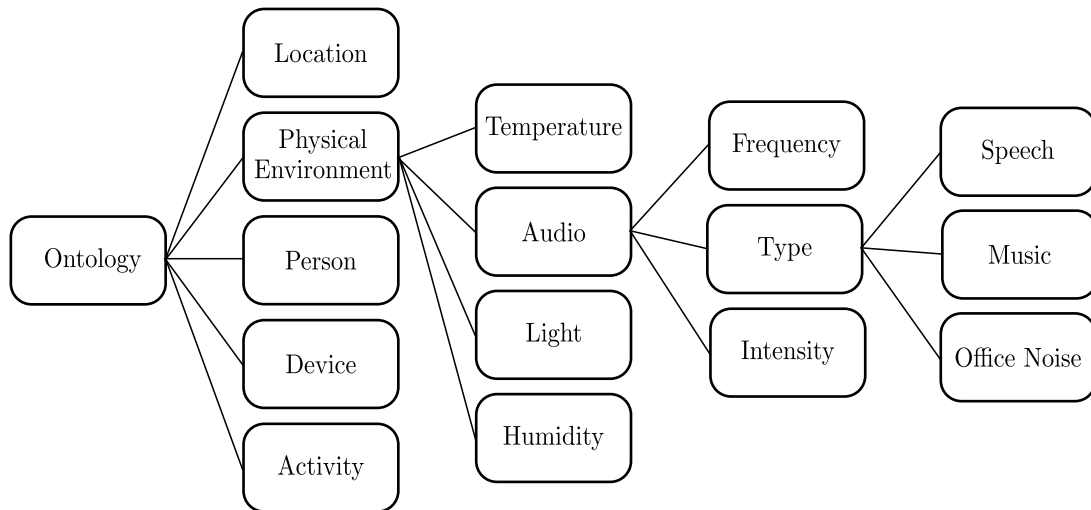 Ontology
Location
Physical
Environment
Person
Device
Activity
Temperature
Audio
Light
Humidity
Frequency
Type
Intensity
Speech
Music
Office Noise